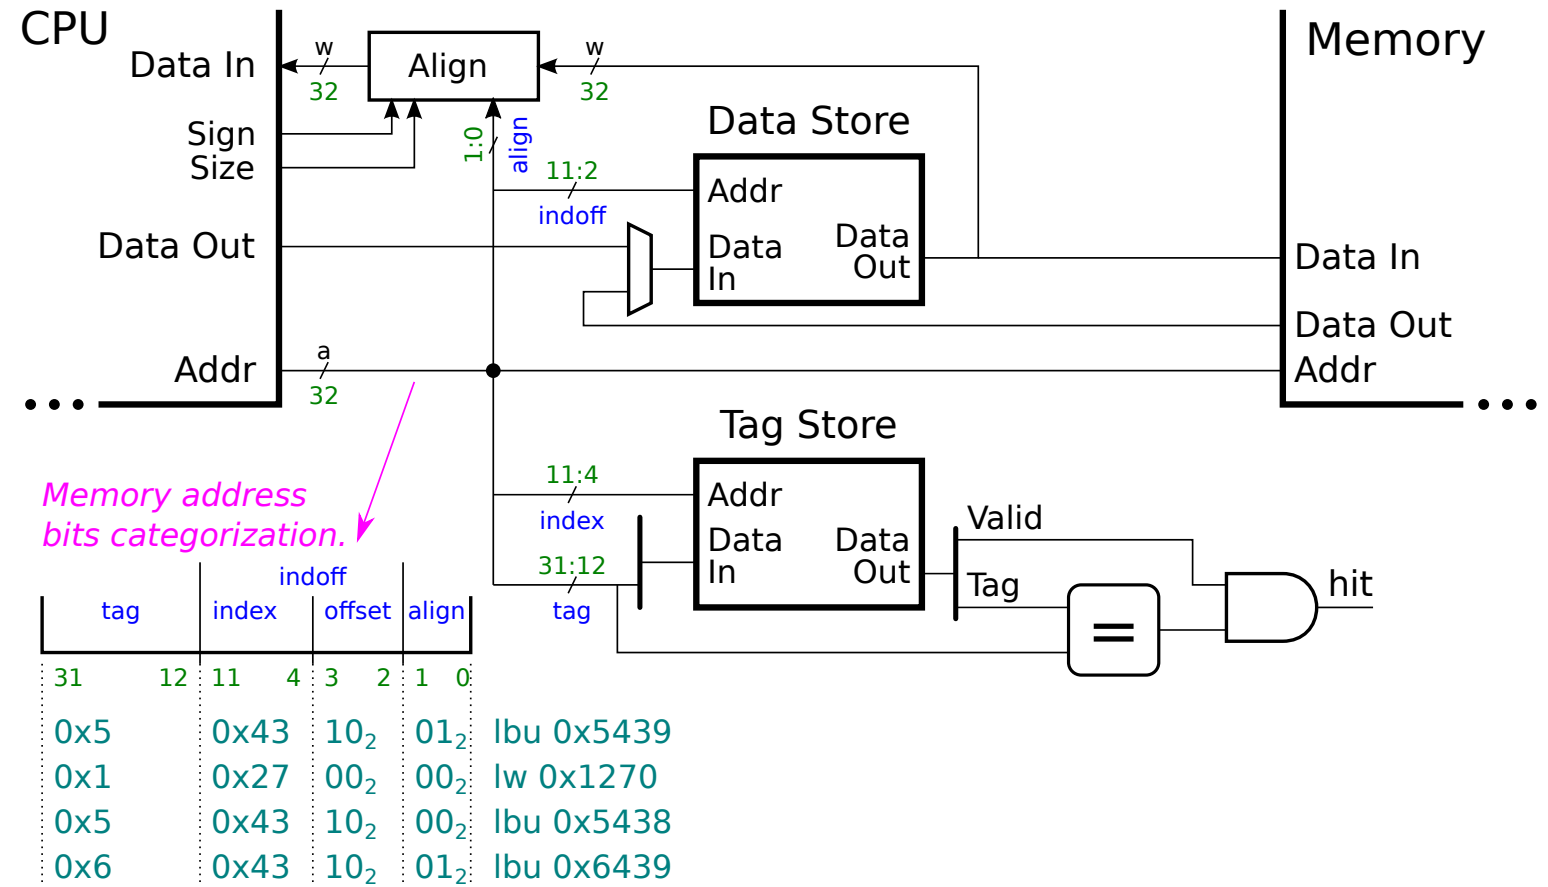 CPU
Memory
Data In
w
32
Align
w
32
Sign
Size
1:0
align
Data Store
11:2
indoff
Addr
Data Out
Data
In
Data
Out
Data In
Data Out
Addr
a
32
Addr
Tag Store
11:4
index
Addr
Data
In
Data
Out
31:12
tag
Valid
Tag
=
hit
Memory address
bits categorization.
indoff
tag index offset align
31 12 11 4 3 2 1 0
0x5 0x43 10₂ 01₂ lbu 0x5439
0x1 0x27 00₂ 00₂ lw 0x1270
0x5 0x43 10₂ 00₂ lbu 0x5438
0x6 0x43 10₂ 01₂ lbu 0x6439